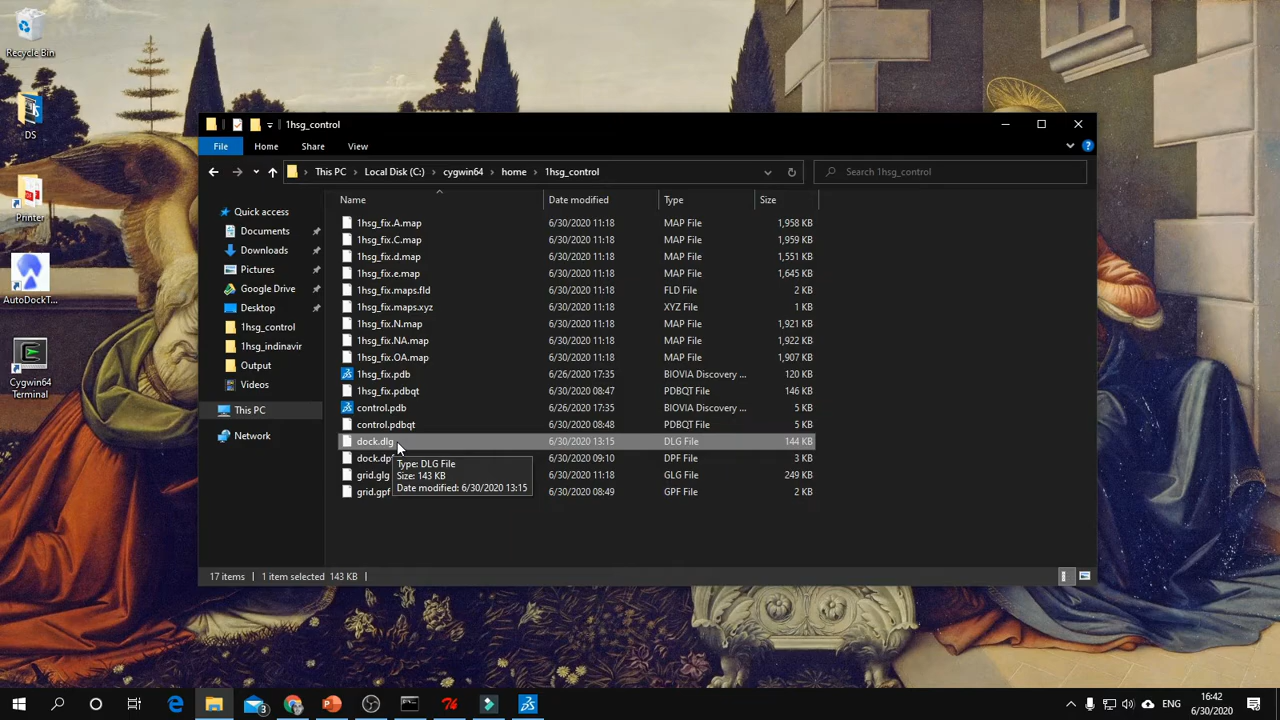 Recycle Bin
DS
Printer
AutoDockT...
Cygwin64
Terminal
1hsg_control
File Home Share View
This PC Local Disk (C:) cygwin64 home 1hsg_control
Search 1hsg_control
Quick access
Documents
Downloads
Pictures
Google Drive
Desktop
1hsg_control
1hsg_indinavir
Output
Videos
This PC
Network
Name Date modified Type Size
1hsg_fix.A.map 6/30/2020 11:18 MAP File 1,958 KB
1hsg_fix.C.map 6/30/2020 11:18 MAP File 1,959 KB
1hsg_fix.d.map 6/30/2020 11:18 MAP File 1,551 KB
1hsg_fix.e.map 6/30/2020 11:18 MAP File 1,645 KB
1hsg_fix.maps.fld 6/30/2020 11:18 FLD File 2 KB
1hsg_fix.maps.xyz 6/30/2020 11:18 XYZ File 1 KB
1hsg_fix.N.map 6/30/2020 11:18 MAP File 1,921 KB
1hsg_fix.NA.map 6/30/2020 11:18 MAP File 1,922 KB
1hsg_fix.OA.map 6/30/2020 11:18 MAP File 1,907 KB
1hsg_fix.pdb 6/26/2020 17:35 BIOVIA Discovery ... 120 KB
1hsg_fix.pdbqt 6/30/2020 08:47 PDBQT File 146 KB
control.pdb 6/26/2020 17:35 BIOVIA Discovery ... 5 KB
control.pdbqt 6/30/2020 08:48 PDBQT File 5 KB
dock.dlg 6/30/2020 13:15 DLG File 144 KB
dock.dpf 6/30/2020 09:10 DPF File 3 KB
grid.glg 6/30/2020 11:18 GLG File 249 KB
grid.gpf 6/30/2020 08:49 GPF File 2 KB
Type: DLG File
Size: 143 KB
Date modified: 6/30/2020 13:15
17 items 1 item selected 143 KB
3
ENG
16:42
6/30/2020